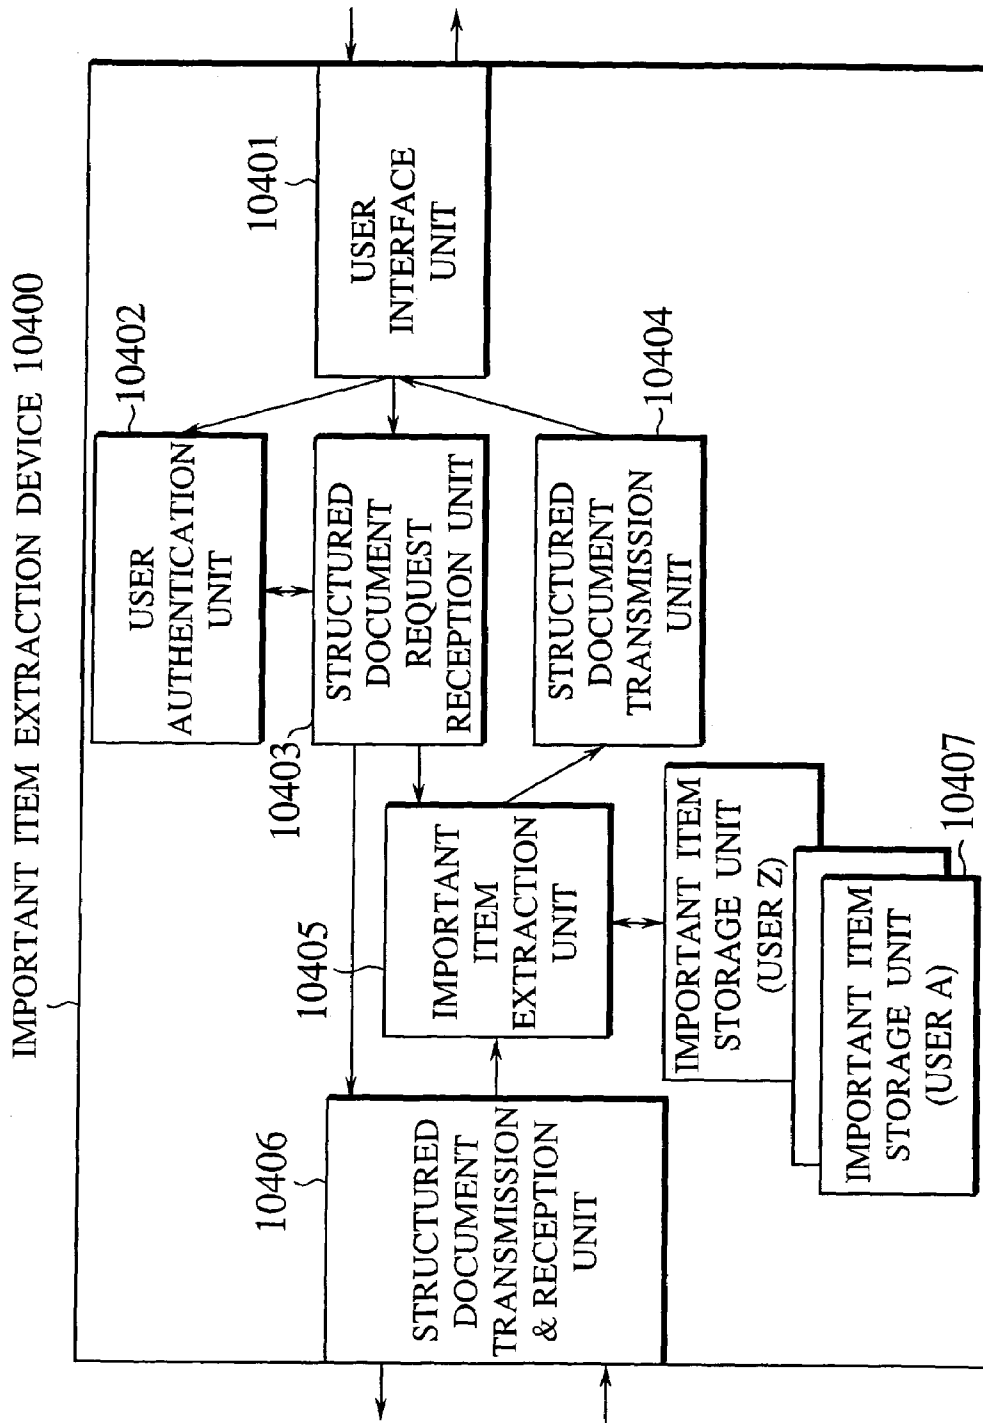 IMPORTANT ITEM EXTRACTION DEVICE 10400
10406
STRUCTURED
DOCUMENT
TRANSMISSION
& RECEPTION
UNIT
10405
IMPORTANT
ITEM
EXTRACTION
UNIT
10402
USER
AUTHENTICATION
UNIT
10403
STRUCTURED
DOCUMENT
REQUEST
RECEPTION UNIT
10404
STRUCTURED
DOCUMENT
TRANSMISSION
UNIT
10401
USER
INTERFACE
UNIT
IMPORTANT ITEM
STORAGE UNIT
(USER Z)
10407
IMPORTANT ITEM
STORAGE UNIT
(USER A)